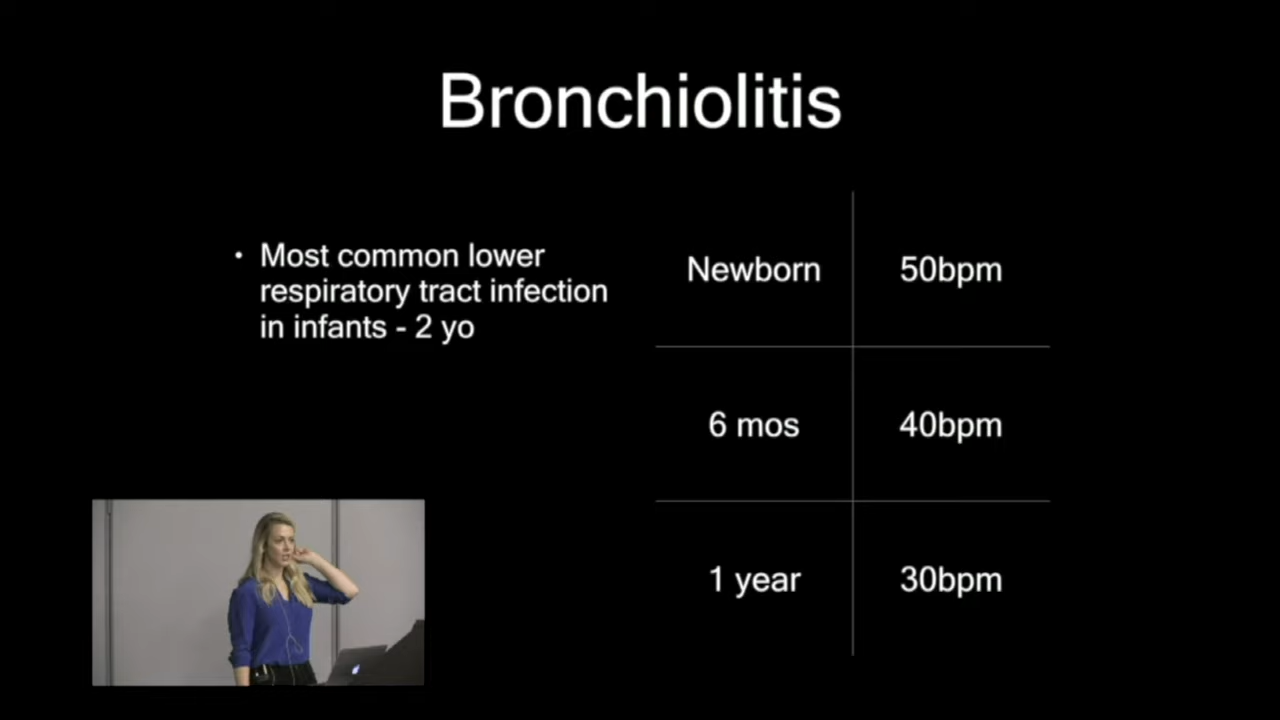 Bronchiolitis
• Most common lower
respiratory tract infection
in infants - 2 yo
Newborn 50bpm
6 mos 40bpm
1 year 30bpm